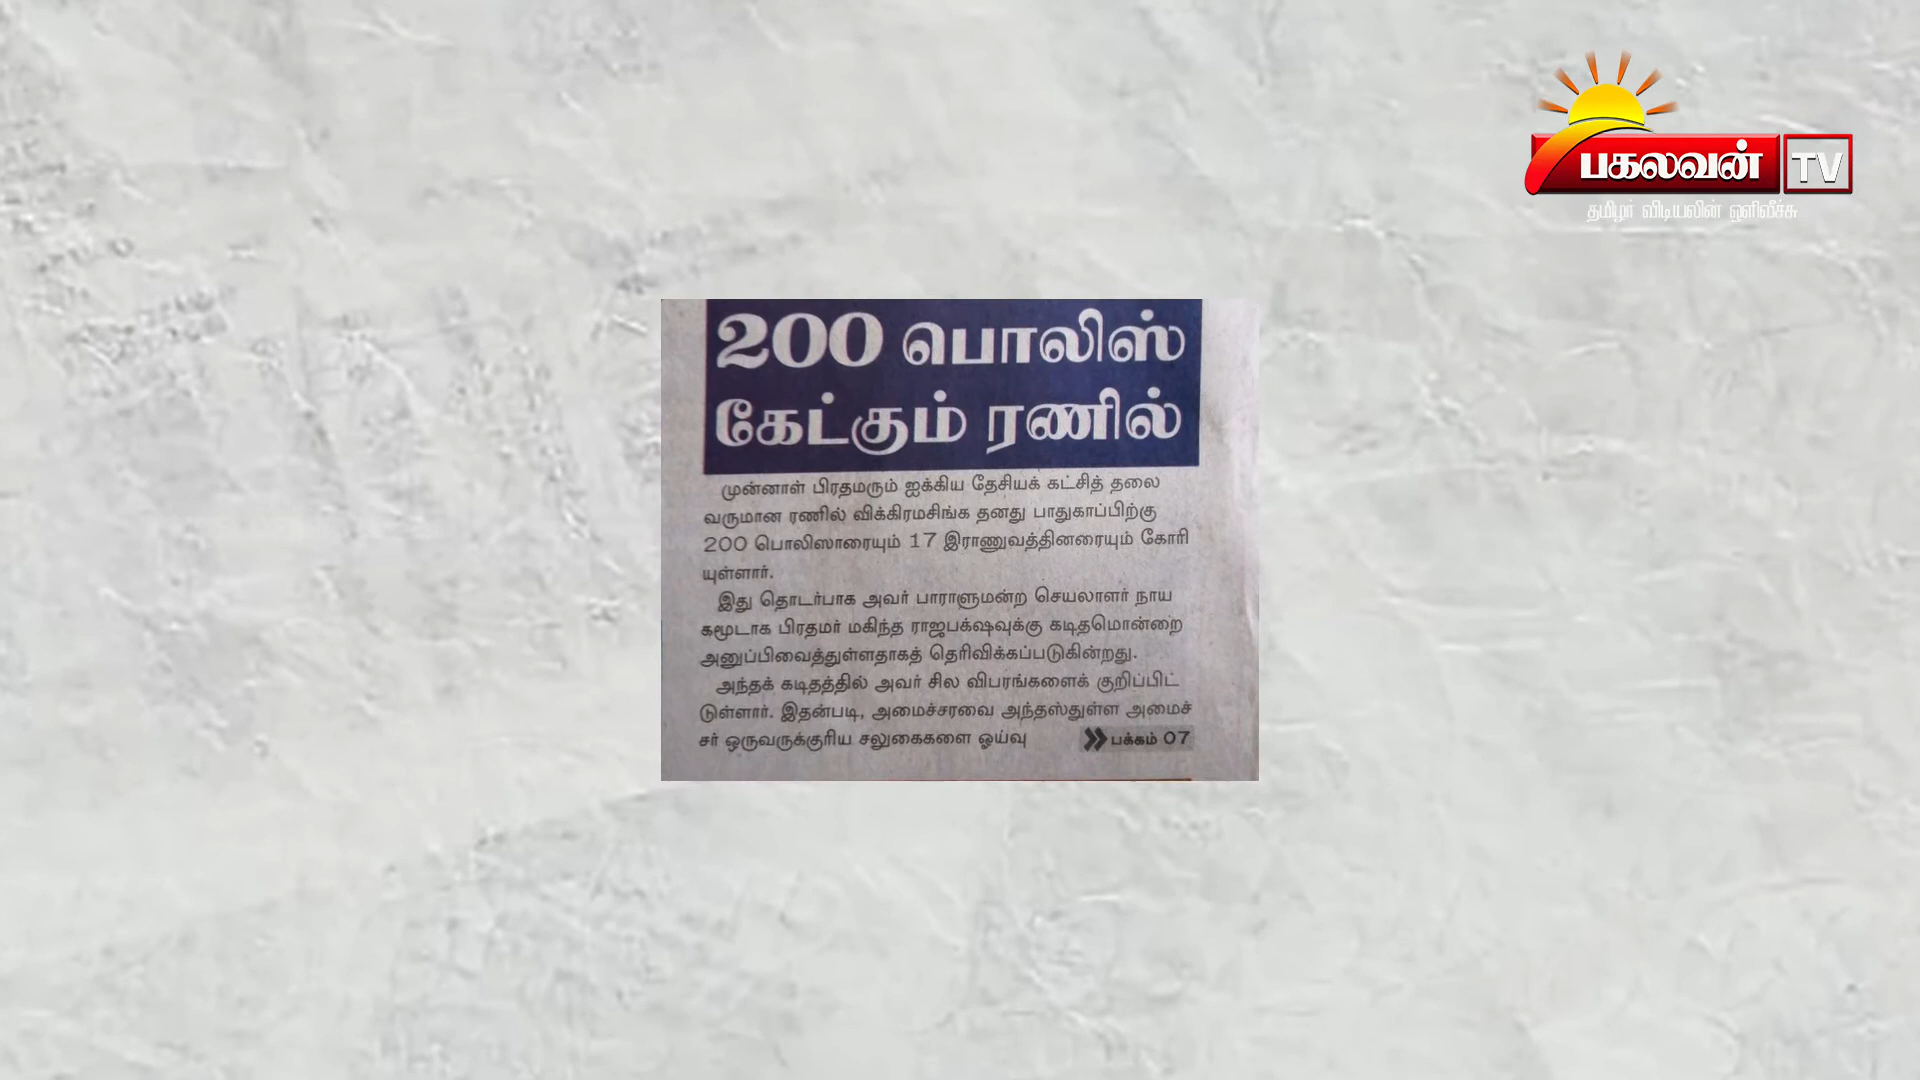 பகலவன் TV
தமிழர் விடியலின் ஒளிவீச்சு
200 பொலிஸ்
கேட்கும் ரணில்
முன்னாள் பிரதமரும் ஐக்கிய தேசியக் கட்சித் தலை
வருமான ரணில் விக்கிரமசிங்க தனது பாதுகாப்பிற்கு
200 பொலிஸாரையும் 17 இராணுவத்தினரையும் கோரி
யுள்ளார்.
இது தொடர்பாக அவர் பாராளுமன்ற செயலாளர் நாய
கமூடாக பிரதமர் மகிந்த ராஜபக்ஷவுக்கு கடிதமொன்றை
அனுப்பிவைத்துள்ளதாகத் தெரிவிக்கப்படுகின்றது.
அந்தக் கடிதத்தில் அவர் சில விபரங்களைக் குறிப்பிட்
டுள்ளார். இதன்படி, அமைச்சரவை அந்தஸ்துள்ள அமைச்
சர் ஒருவருக்குரிய சலுகைகளை ஓய்வு
பக்கம் 07